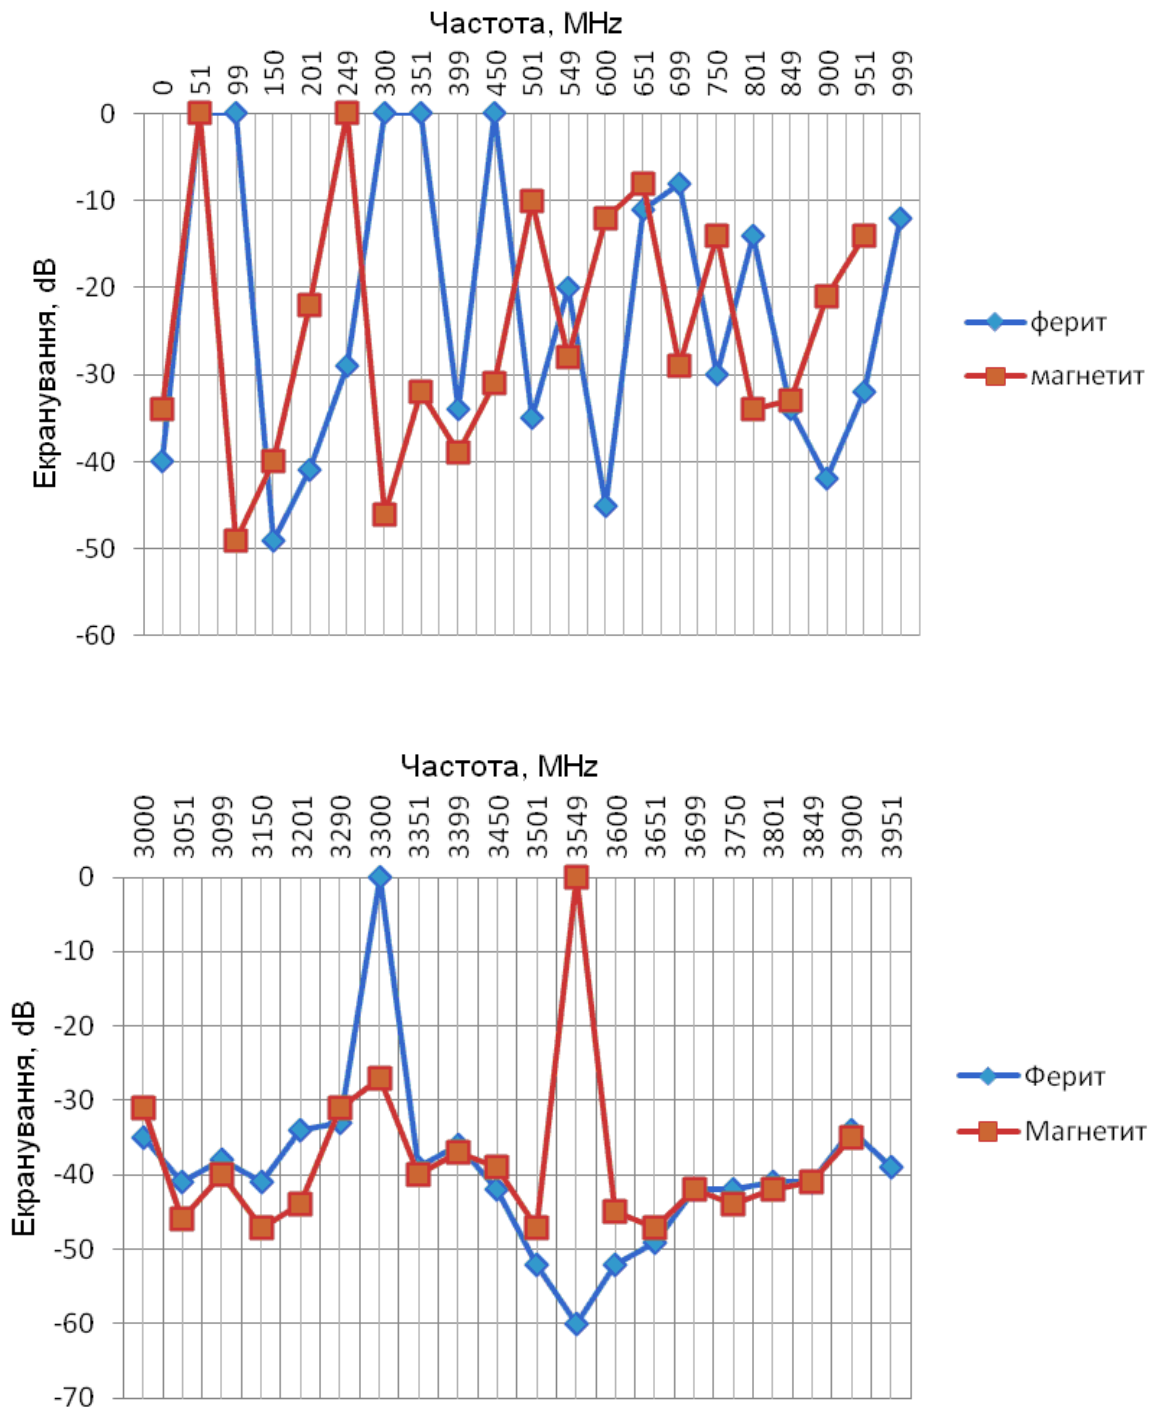 Частота, MHz
0 51 99 150 201 249 300 351 399 450 501 549 600 651 699 750 801 849 900 951 999
0
-10
-20
-30
-40
-50
-60
Екранування, dB
ферит
магнетит
Частота, MHz
3000 3051 3099 3150 3201 3290 3300 3351 3399 3450 3501 3549 3600 3651 3699 3750 3801 3849 3900 3951
0
-10
-20
-30
-40
-50
-60
-70
Екранування, dB
Ферит
Магнетит